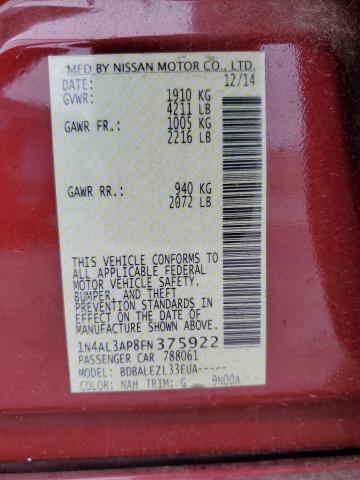 MFD BY NISSAN MOTOR CO., LTD.
DATE: 12/14
GVWR: 1910 KG
4211 LB
GAWR FR.: 1005 KG
2216 LB
GAWR RR.: 940 KG
2072 LB
THIS VEHICLE CONFORMS TO
ALL APPLICABLE FEDERAL
MOTOR VEHICLE SAFETY,
BUMPER, AND THEFT
PREVENTION STANDARDS IN
EFFECT ON THE DATE OF
MANUFACTURE SHOWN ABOVE.
1N4AL3AP8FN375922
PASSENGER CAR 788061
MODEL: BDBALEZL33EUA-----
COLOR: NAH TRIM: G 9N00A